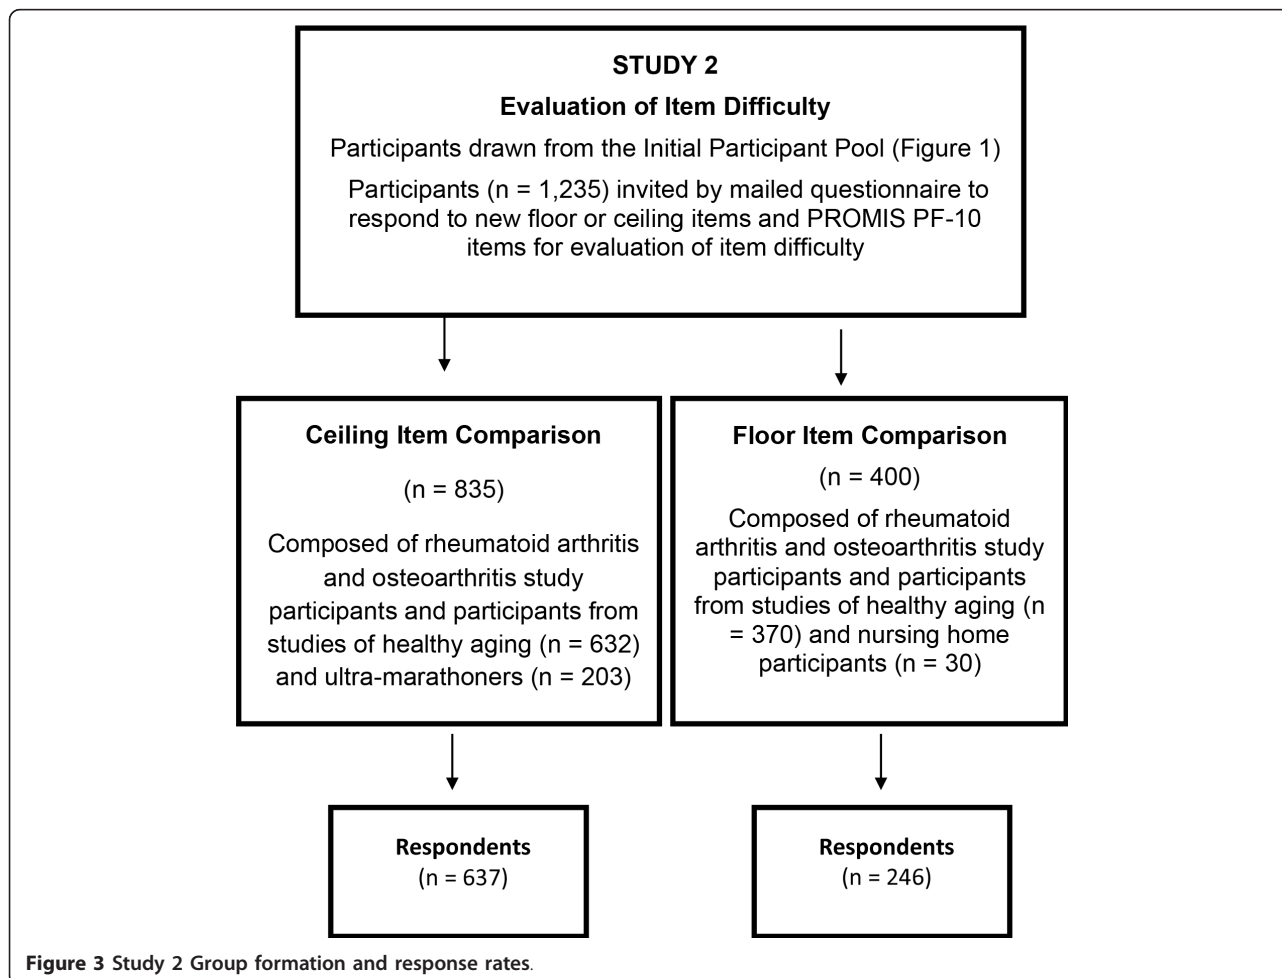 STUDY 2
Evaluation of Item Difficulty
Participants drawn from the Initial Participant Pool (Figure 1)
Participants (n = 1,235) invited by mailed questionnaire to
respond to new floor or ceiling items and PROMIS PF-10
items for evaluation of item difficulty
Ceiling Item Comparison
(n = 835)
Composed of rheumatoid arthritis
and osteoarthritis study
participants and participants from
studies of healthy aging (n = 632)
and ultra-marathoners (n = 203)
Floor Item Comparison
(n = 400)
Composed of rheumatoid
arthritis and osteoarthritis study
participants and participants
from studies of healthy aging (n
= 370) and nursing home
participants (n = 30)
Respondents
(n = 637)
Respondents
(n = 246)
Figure 3 Study 2 Group formation and response rates.